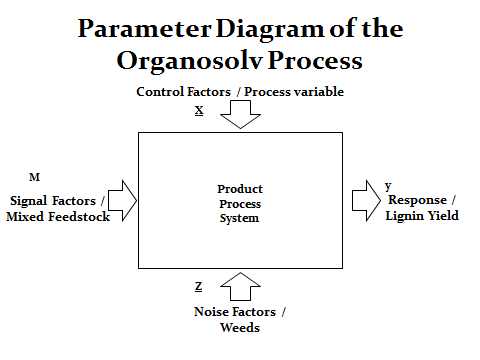 Parameter Diagram of the
Organosolv Process
Control Factors / Process variable
X
M
Signal Factors /
Mixed Feedstock
Product
Process
System
y
Response /
Lignin Yield
Z
Noise Factors /
Weeds